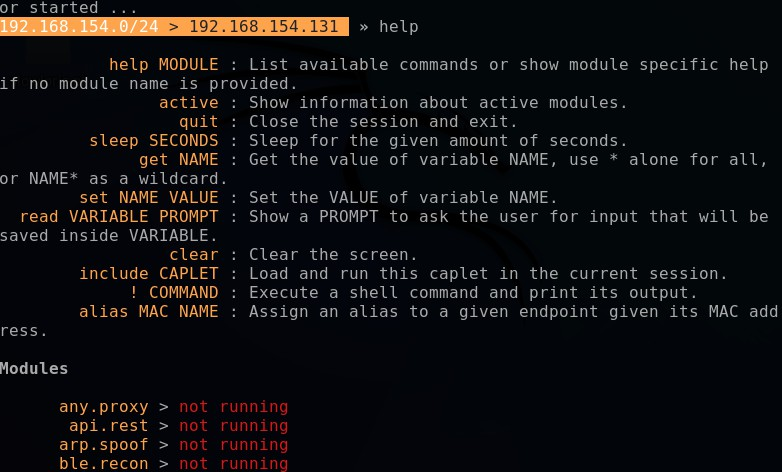 or started ...
192.168.154.0/24 > 192.168.154.131 » help
help MODULE : List available commands or show module specific help
if no module name is provided.
active : Show information about active modules.
quit : Close the session and exit.
sleep SECONDS : Sleep for the given amount of seconds.
get NAME : Get the value of variable NAME, use * alone for all,
or NAME* as a wildcard.
set NAME VALUE : Set the VALUE of variable NAME.
read VARIABLE PROMPT : Show a PROMPT to ask the user for input that will be
saved inside VARIABLE.
clear : Clear the screen.
include CAPLET : Load and run this caplet in the current session.
! COMMAND : Execute a shell command and print its output.
alias MAC NAME : Assign an alias to a given endpoint given its MAC add
ress.
Modules
any.proxy > not running
api.rest > not running
arp.spoof > not running
ble.recon > not running